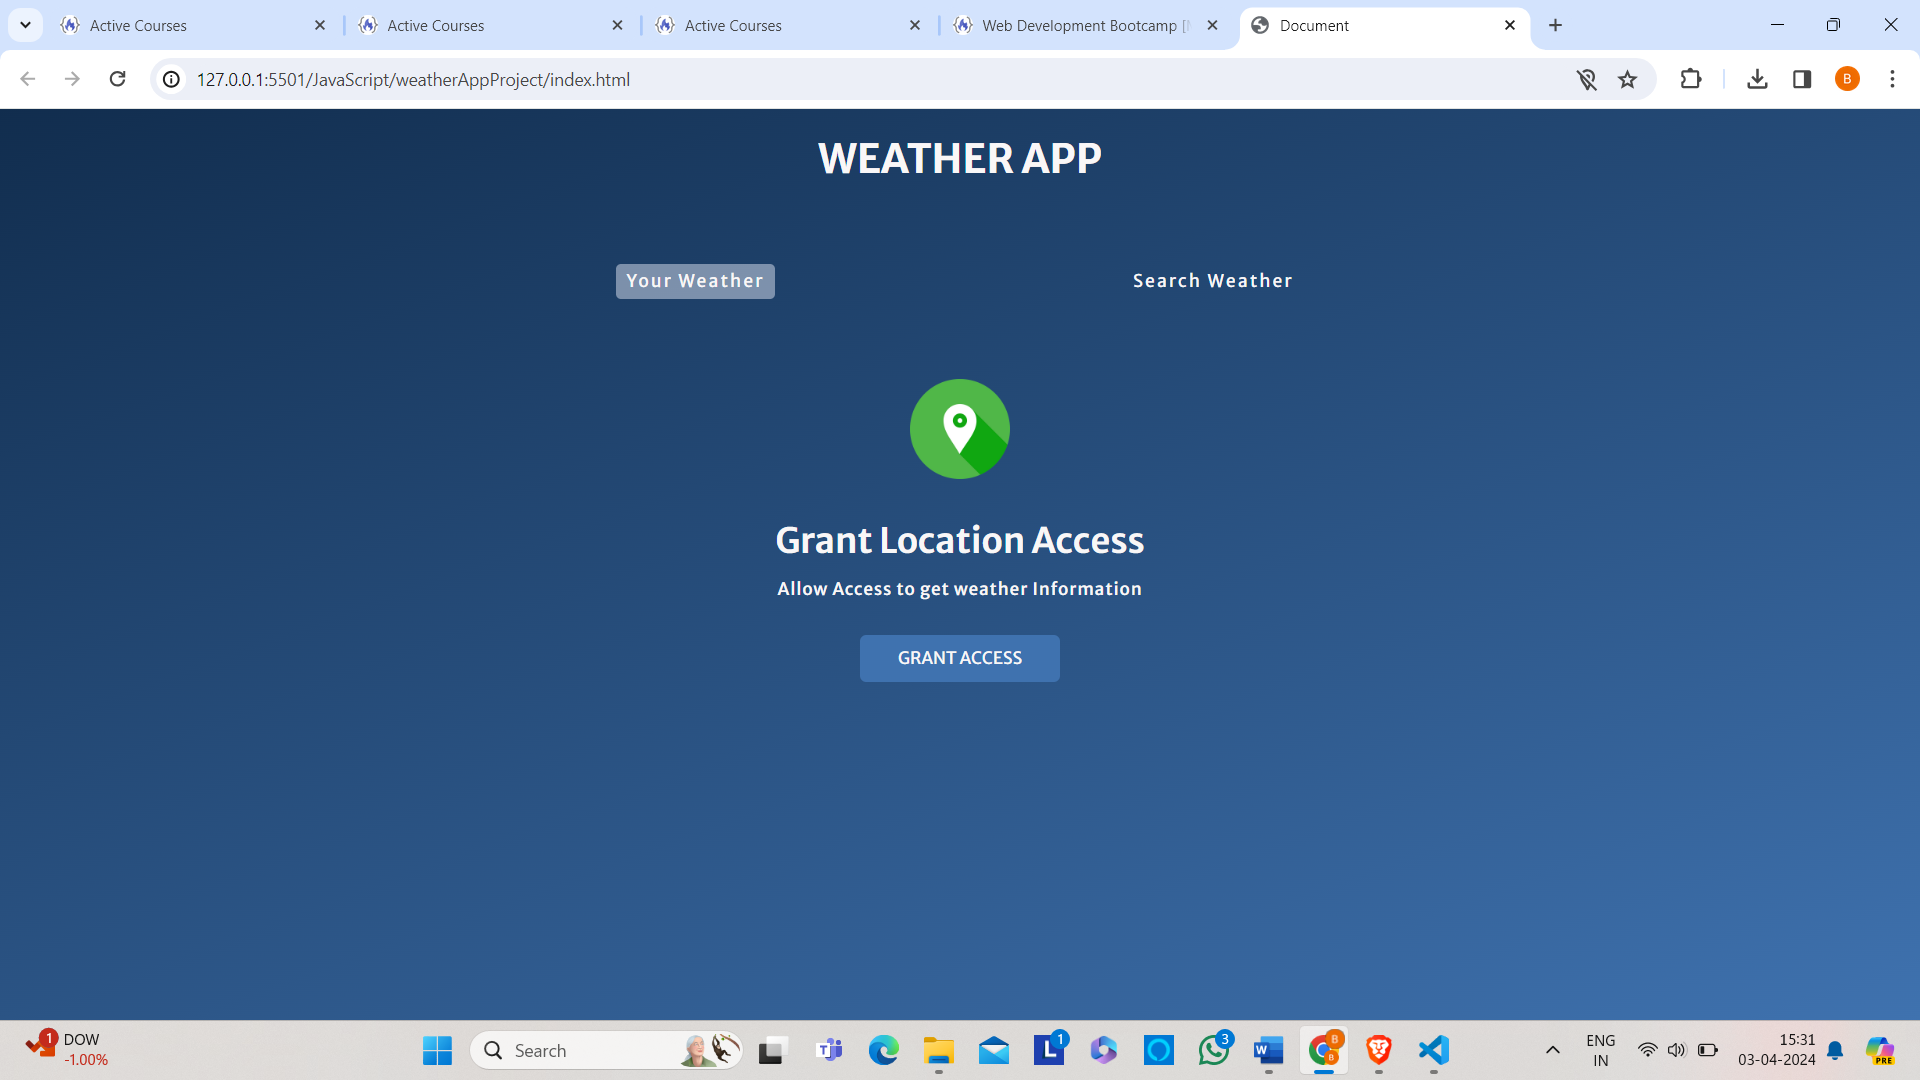 Active Courses
Active Courses
Active Courses
Web Development Bootcamp [
Document
127.0.0.1:5501/JavaScript/weatherAppProject/index.html
B
WEATHER APP
Your Weather
Search Weather
Grant Location Access
Allow Access to get weather Information
GRANT ACCESS
1
DOW
-1.00%
Search
T
L
1
3
W
B
B
ENG
IN
15:31
03-04-2024
PRE